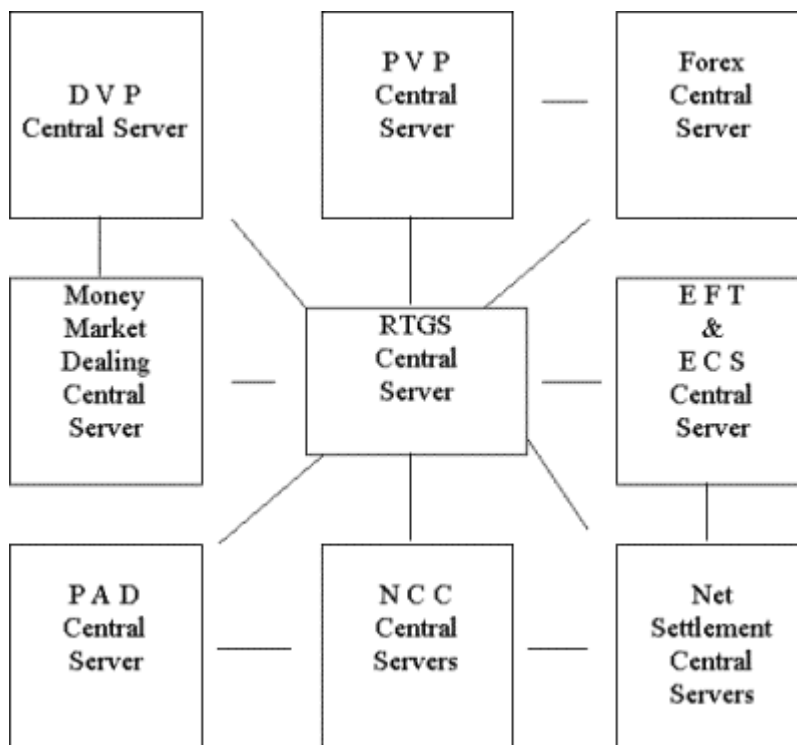 D V P
Central Server
P V P
Central
Server
Forex
Central
Server
Money
Market
Dealing
Central
Server
RTGS
Central
Server
E F T
&
E C S
Central
Server
P A D
Central
Server
N C C
Central
Servers
Net
Settlement
Central
Servers